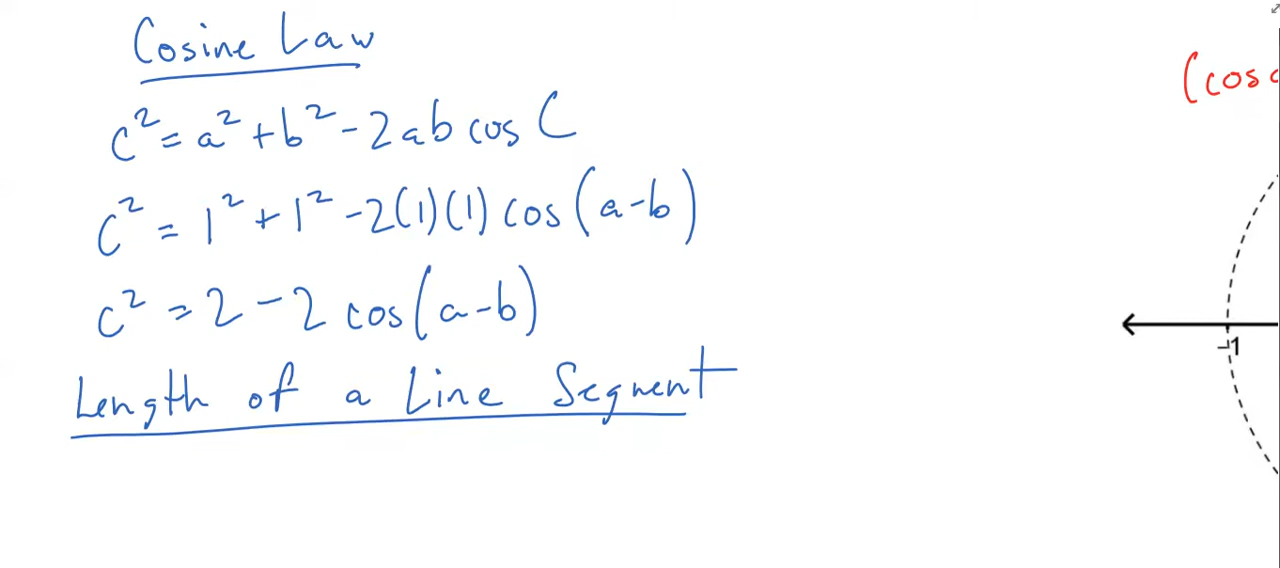 Cosine Law
c² = a² + b² - 2ab cos C
c² = 1² + 1² - 2(1)(1) cos(a-b)
c² = 2 - 2 cos(a-b)
Length of a Line Segment
(cos
-1